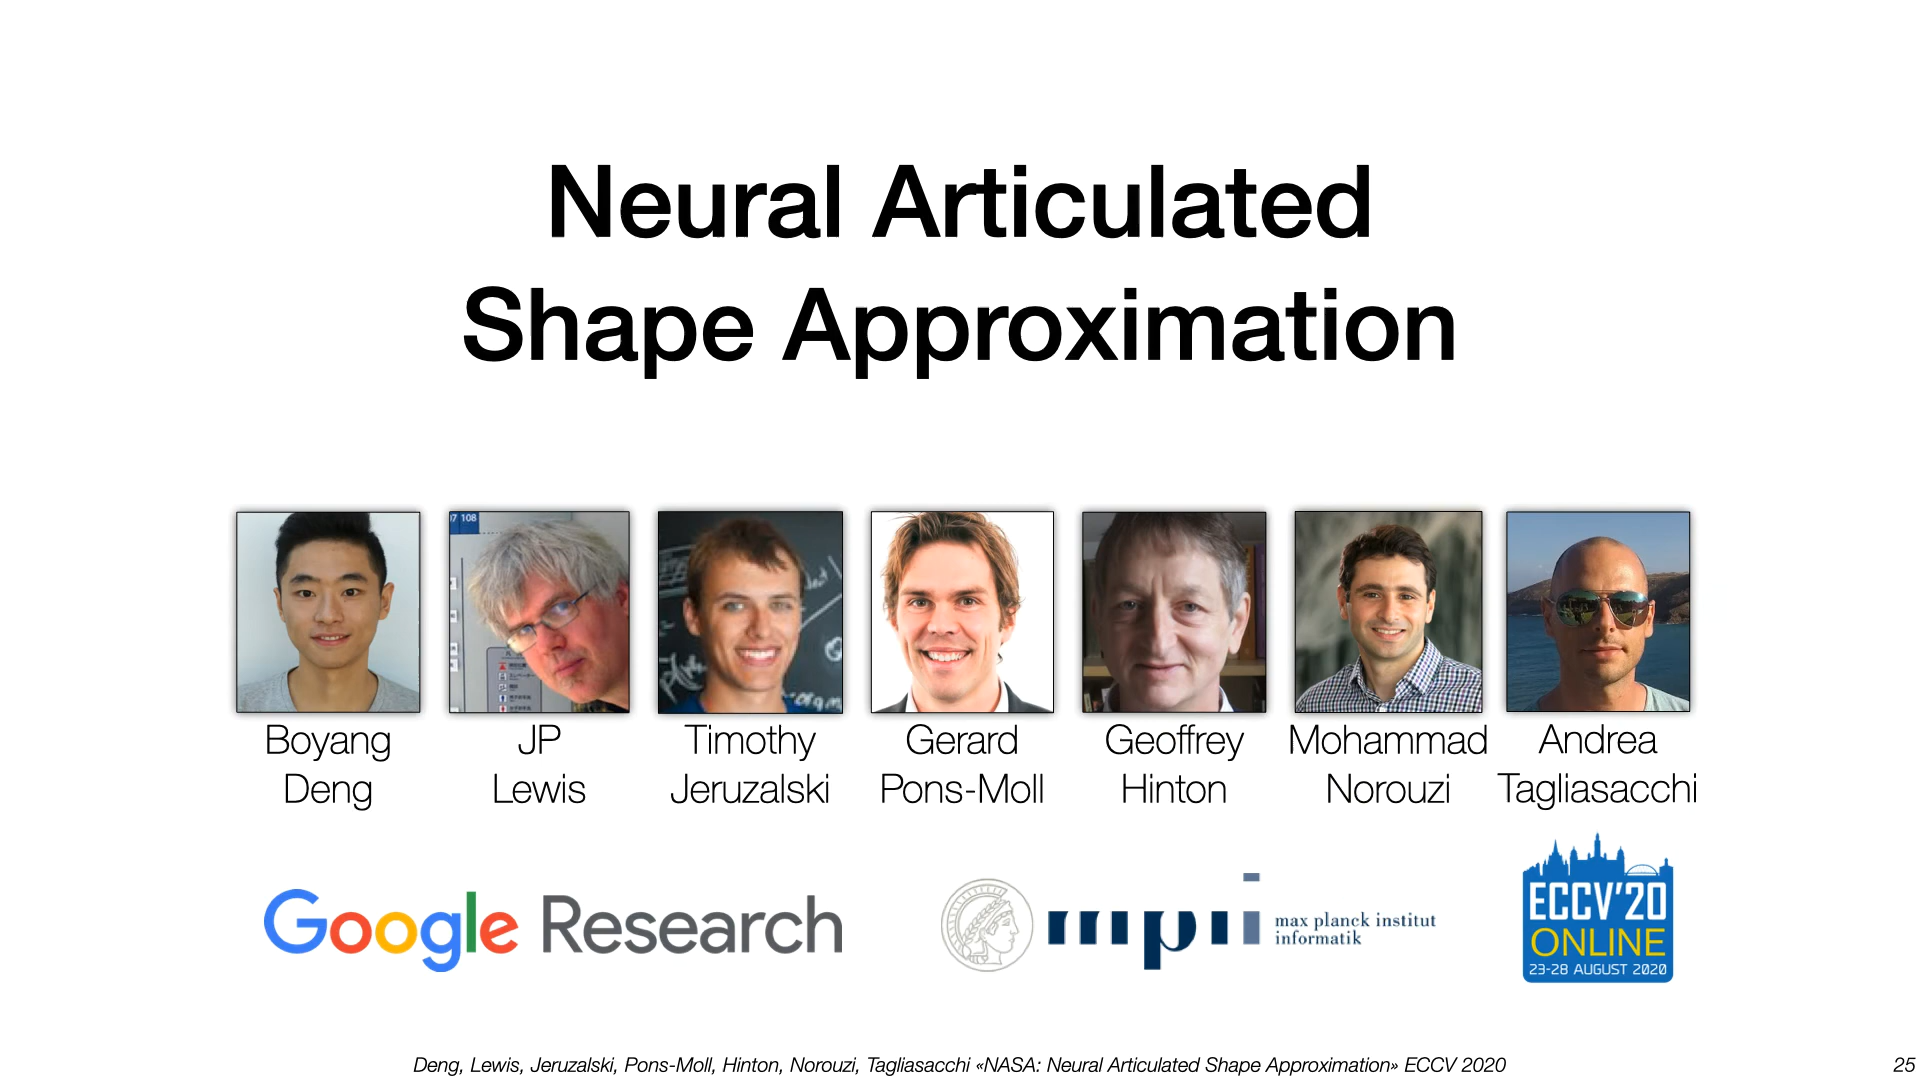 Neural Articulated
Shape Approximation
Boyang
Deng
JP
Lewis
Timothy
Jeruzalski
Gerard
Pons-Moll
Geoffrey
Hinton
Mohammad
Norouzi
Andrea
Tagliasacchi
Google Research
mpii max planck institut
informatik
ECCV'20
ONLINE
23-28 AUGUST 2020
Deng, Lewis, Jeruzalski, Pons-Moll, Hinton, Norouzi, Tagliasacchi «NASA: Neural Articulated Shape Approximation» ECCV 2020
25